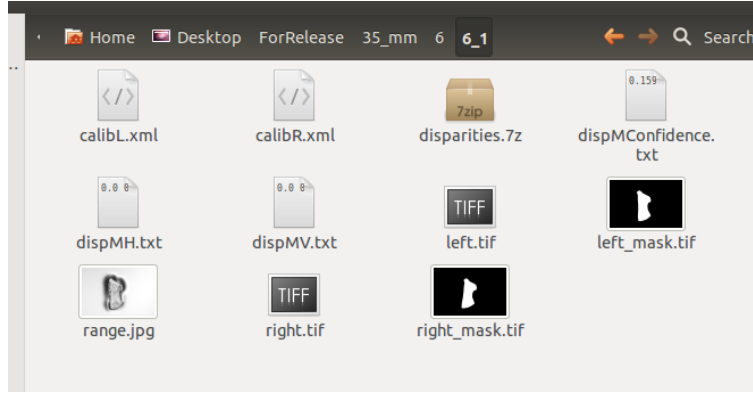 Home Desktop ForRelease 35_mm 6 6_1 Search
</> </> 7zip 0.159
calibL.xml calibR.xml disparities.7z dispMConfidence.
txt
0.0 0 0.0 0 TIFF
dispMH.txt dispMV.txt left.tif left_mask.tif
TIFF
range.jpg right.tif right_mask.tif